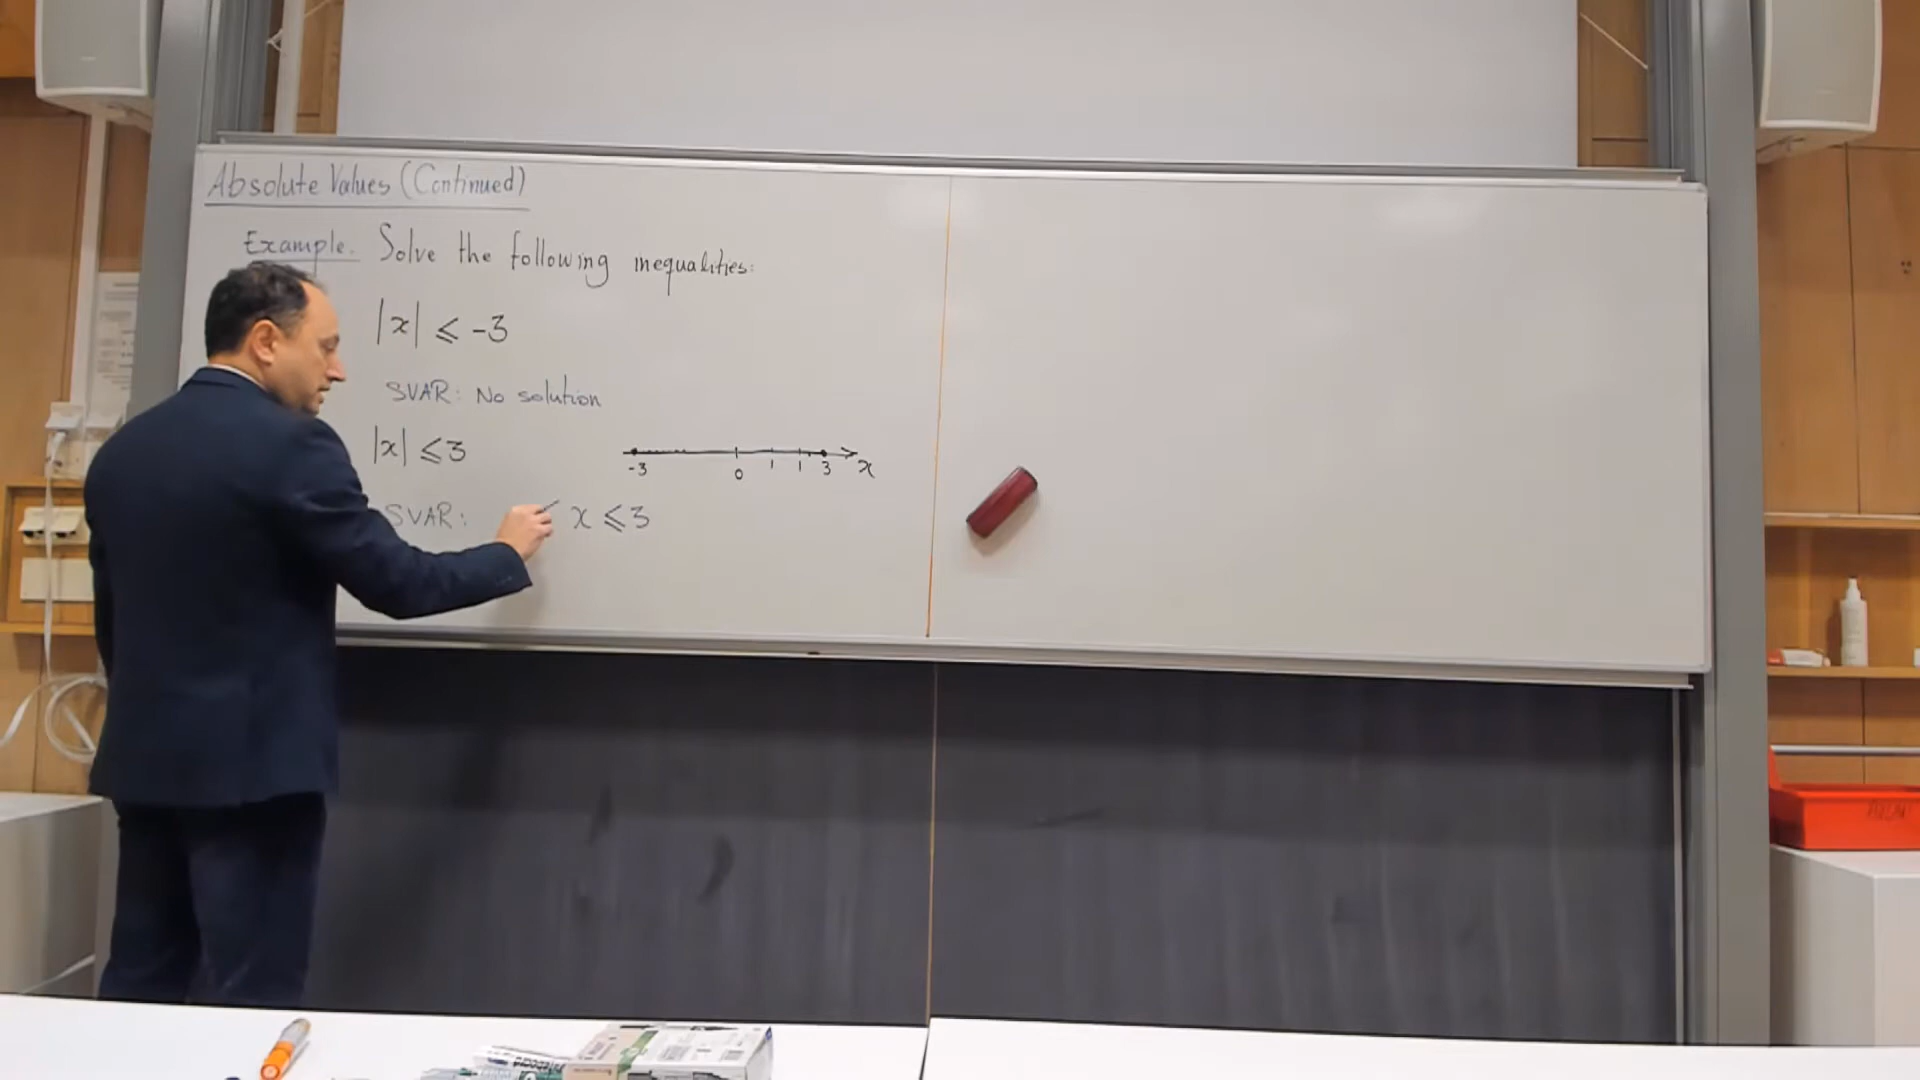 Absolute Values (Continued)
Example. Solve the following inequalities:
|x| ⩽ -3
SVAR: No solution
|x| ⩽ 3
-3 0 3 x
SVAR: x ⩽ 3